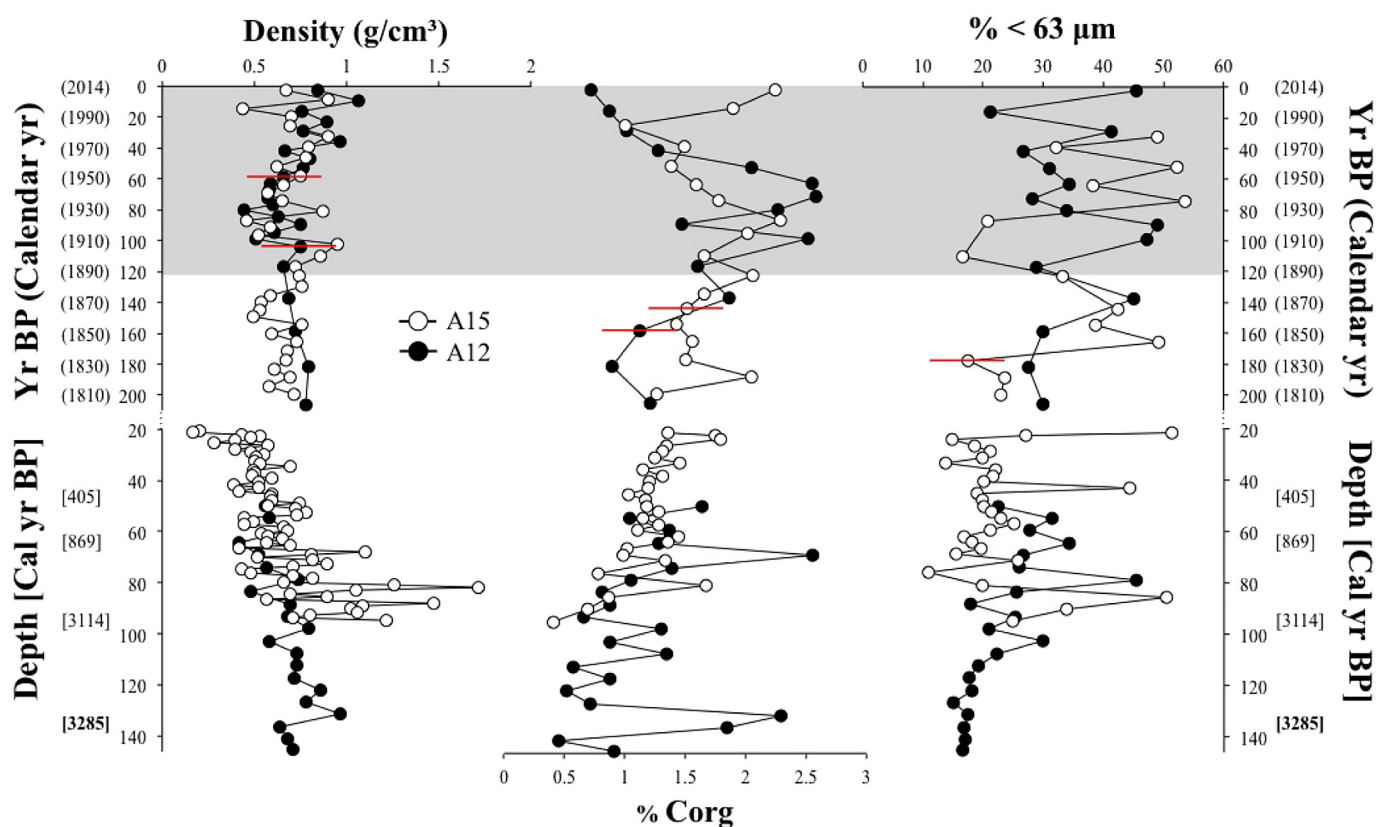 Density (g/cm³)
% < 63 µm
0 0.5 1 1.5 2
0 10 20 30 40 50 60
(2014) 0 0 (2014)
(1990) 20 20 (1990)
(1970) 40 40 (1970)
(1950) 60 60 (1950)
(1930) 80 80 (1930)
(1910) 100 100 (1910)
(1890) 120 120 (1890)
(1870) 140 140 (1870)
(1850) 160 160 (1850)
(1830) 180 180 (1830)
(1810) 200 200 (1810)
Yr BP (Calendar yr)
Yr BP (Calendar yr)
A15
A12
20 20
40 40
[405] [405]
60 60
[869] [869]
80 80
[3114] 100 100 [3114]
120 120
[3285] [3285]
140 140
Depth [Cal yr BP]
Depth [Cal yr BP]
0 0.5 1 1.5 2 2.5 3
% Corg